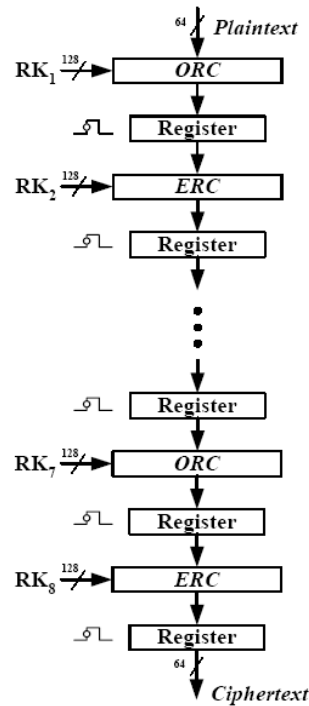 64 Plaintext
RK1 128 ORC
Register
RK2 128 ERC
Register
Register
RK7 128 ORC
Register
RK8 128 ERC
Register
64
Ciphertext